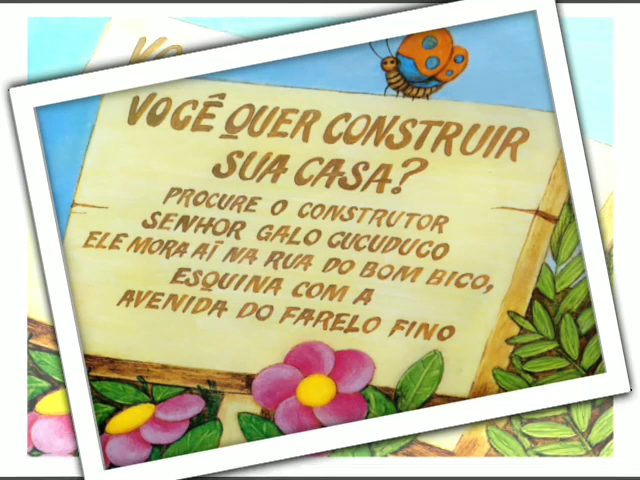 VOCÊ QUER CONSTRUIR
SUA CASA?
PROCURE O CONSTRUTOR
SENHOR GALO CUCUDUCO
ELE MORA AÍ NA RUA DO BOM BICO,
ESQUINA COM A
AVENIDA DO FARELO FINO